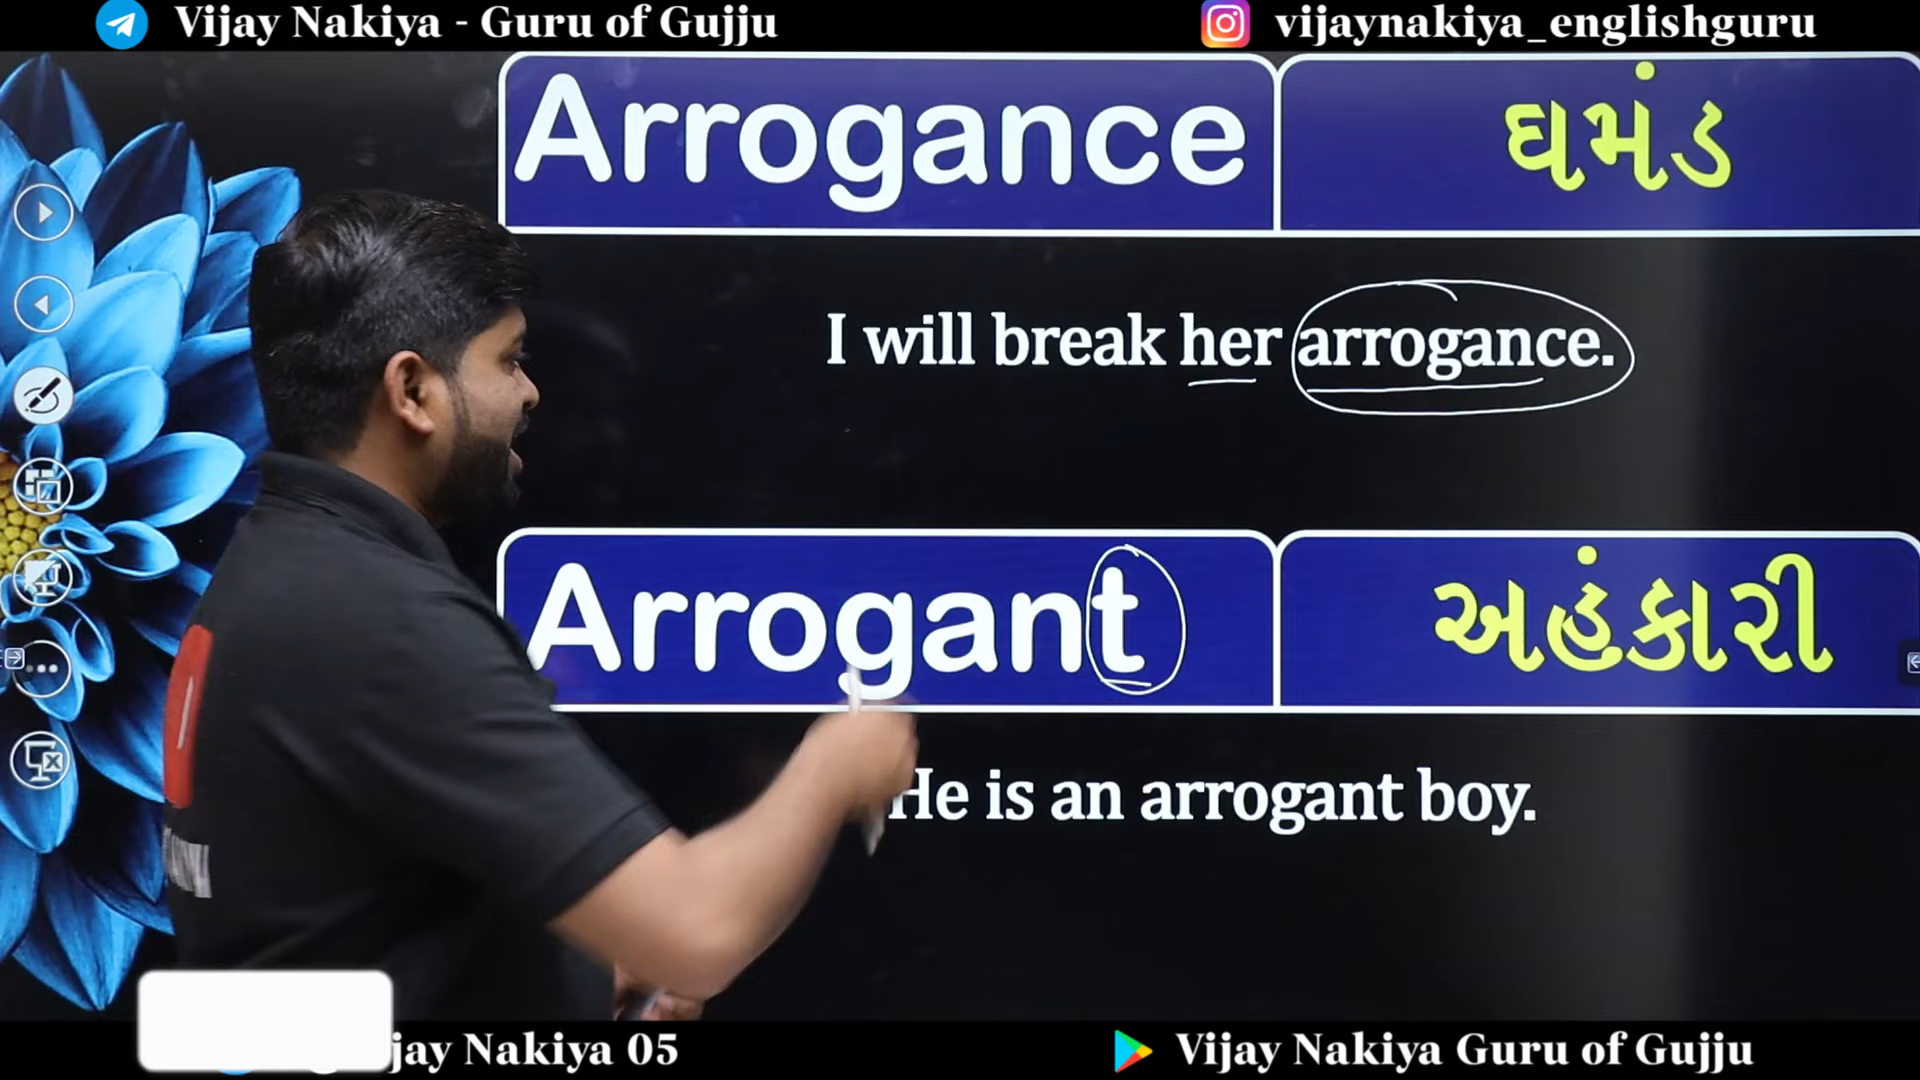 Vijay Nakiya - Guru of Gujju
vijaynakiya_englishguru
Arrogance
ઘમંડ
I will break her arrogance.
Arrogant
અહંકારી
He is an arrogant boy.
jay Nakiya 05
Vijay Nakiya Guru of Gujju